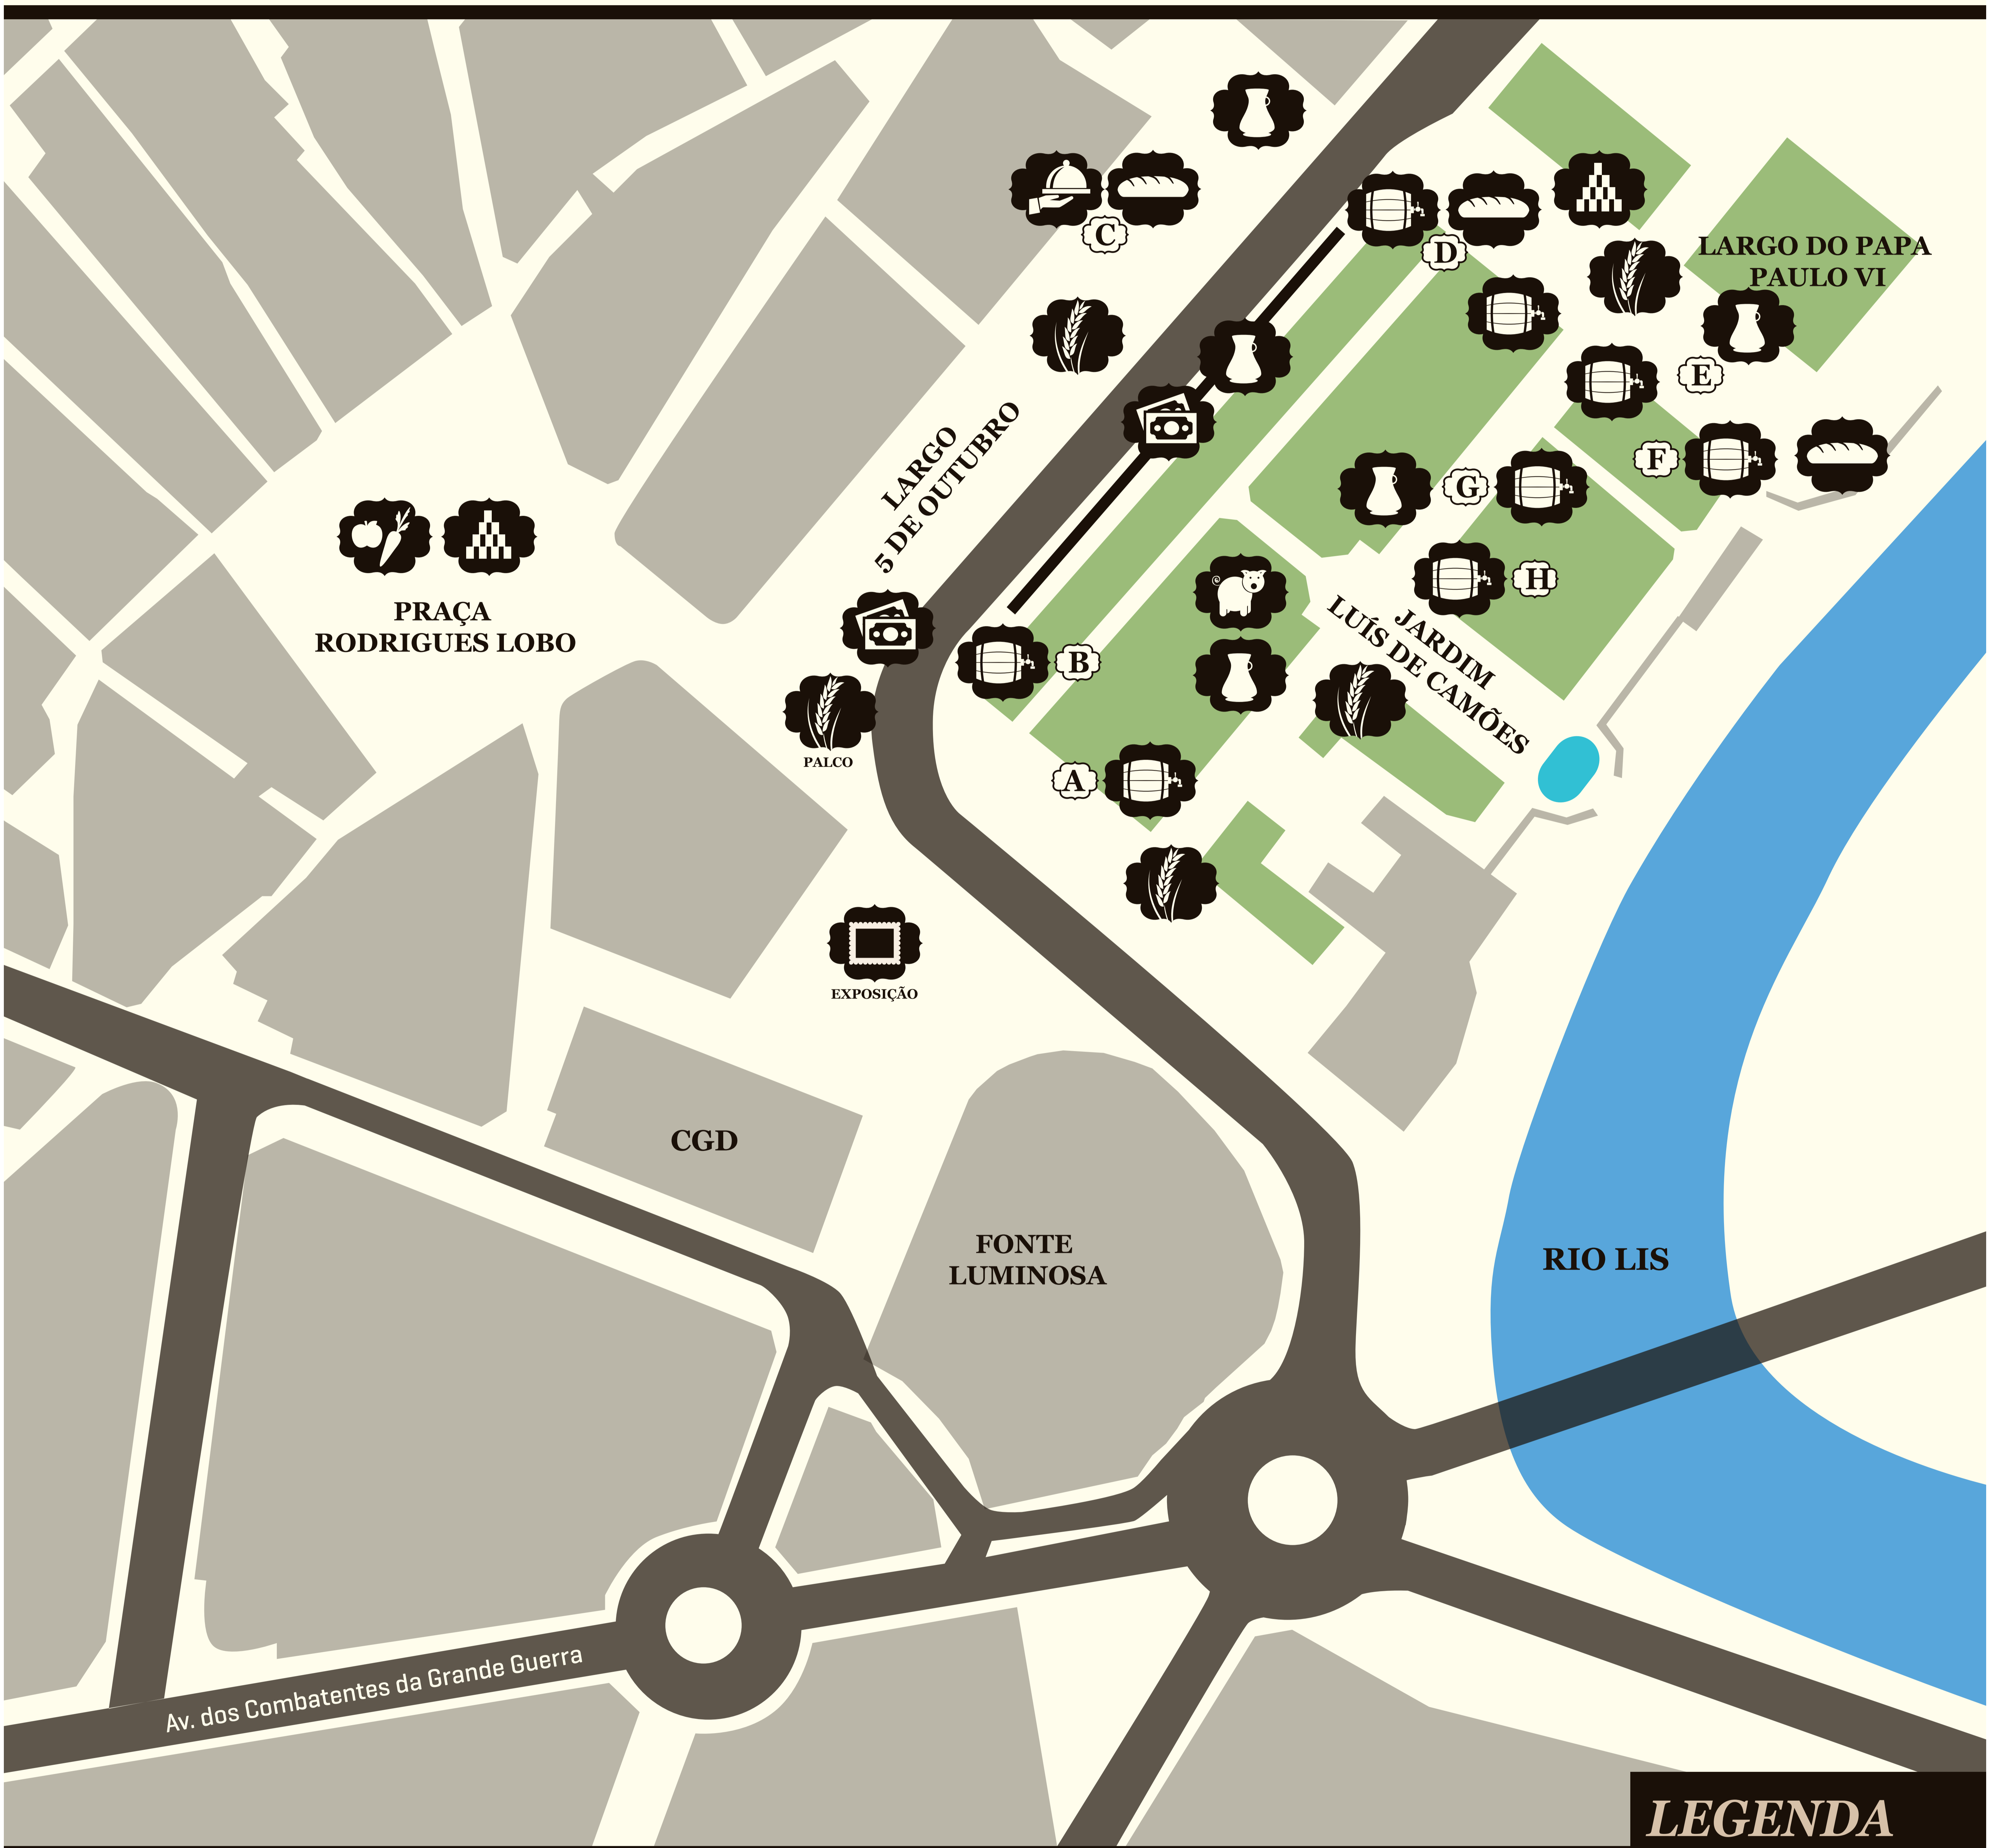 C
D
LARGO DO PAPA
PAULO VI
E
LARGO
5 DE OUTUBRO
F
G
PRAÇA
RODRIGUES LOBO
H
JARDIM
LUÍS DE CAMÕES
B
PALCO
A
EXPOSIÇÃO
CGD
FONTE
LUMINOSA
RIO LIS
Av. dos Combatentes da Grande Guerra
LEGENDA